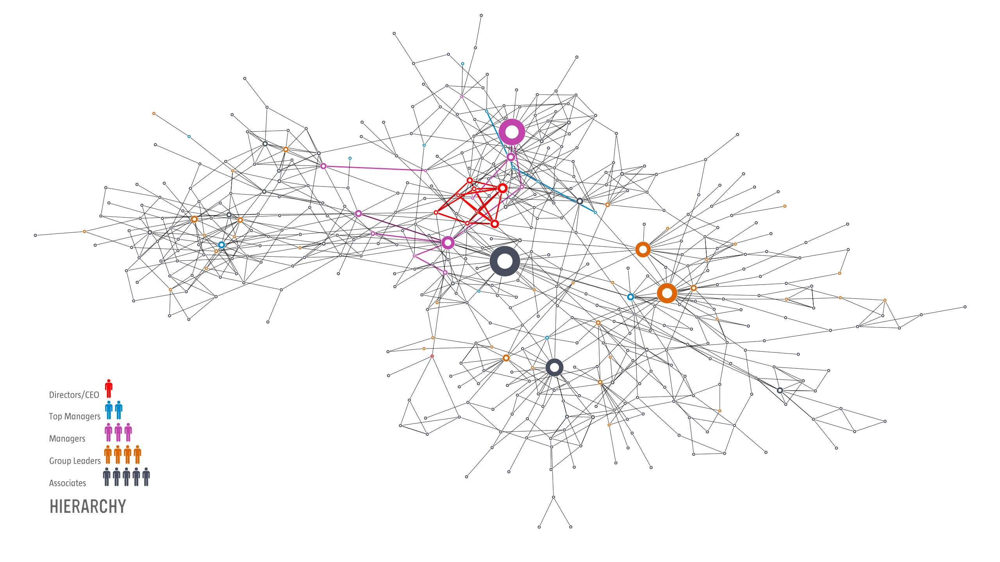 Directors/CEO
Top Managers
Managers
Group Leaders
Associates
HIERARCHY